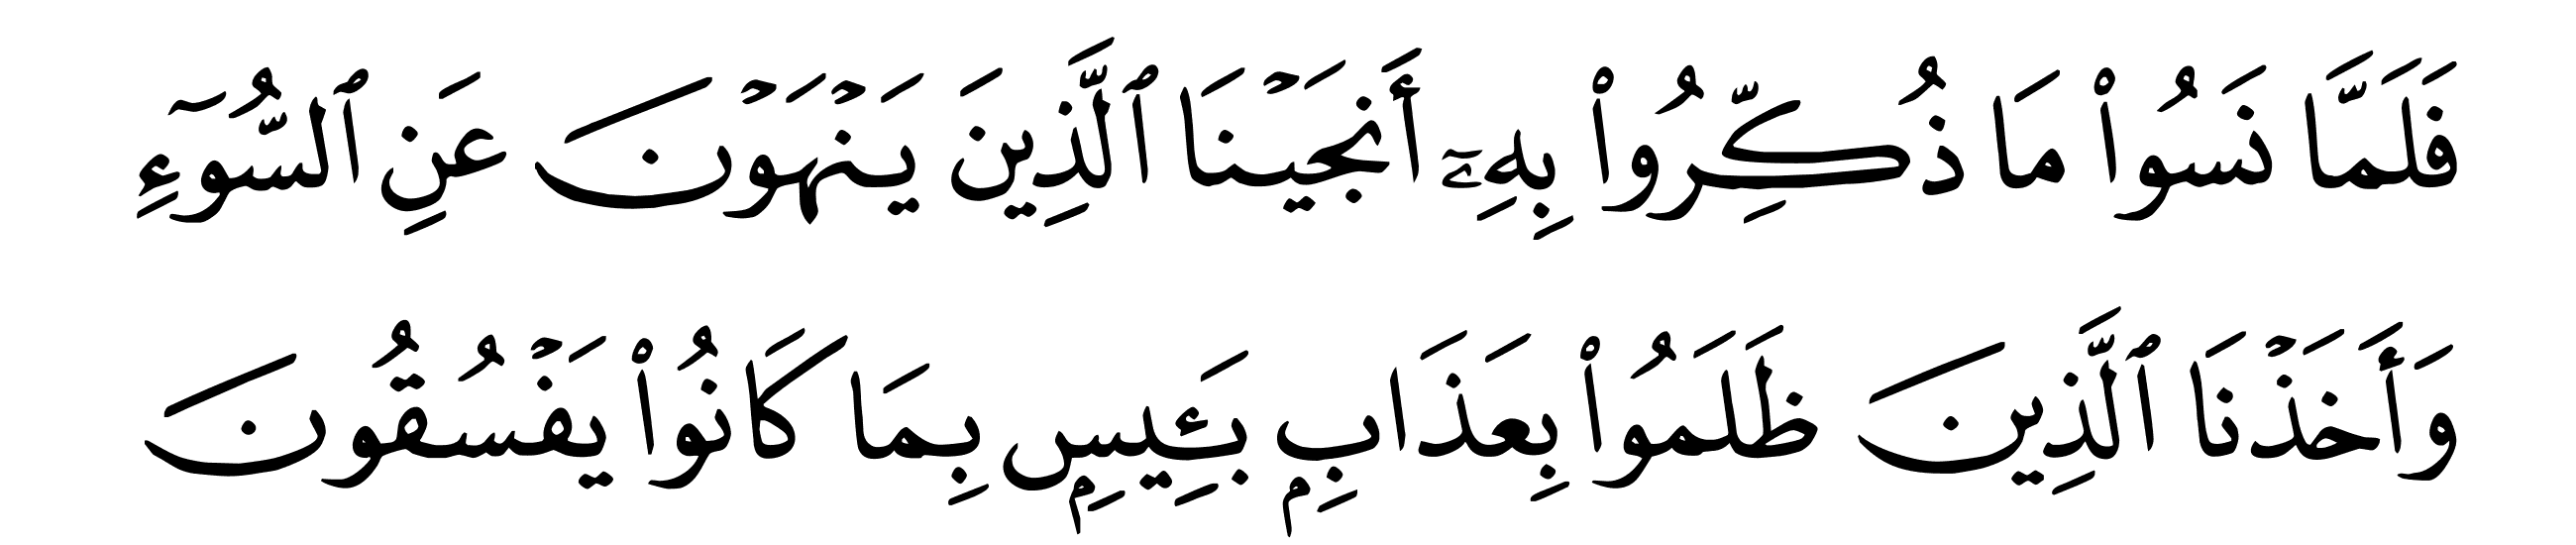 فَلَمَّا نَسُوا۟ مَا ذُكِّرُوا۟ بِهِۦٓ أَنجَيْنَا ٱلَّذِينَ يَنْهَوْنَ عَنِ ٱلسُّوٓءِ
وَأَخَذْنَا ٱلَّذِينَ ظَلَمُوا۟ بِعَذَابٍۭ بَـِٔيسٍۭ بِمَا كَانُوا۟ يَفْسُقُونَ